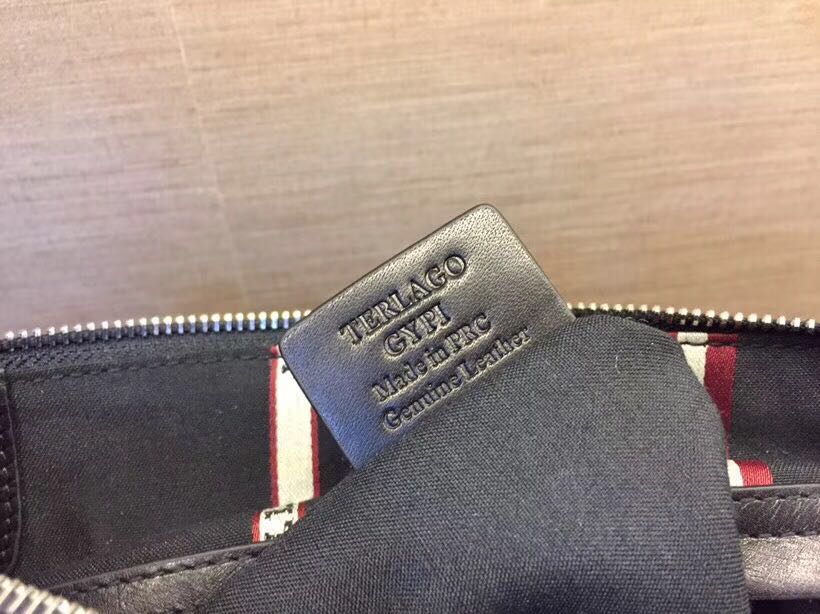 TERLAGO
GYPI
Made in PRC
Genuine Leather